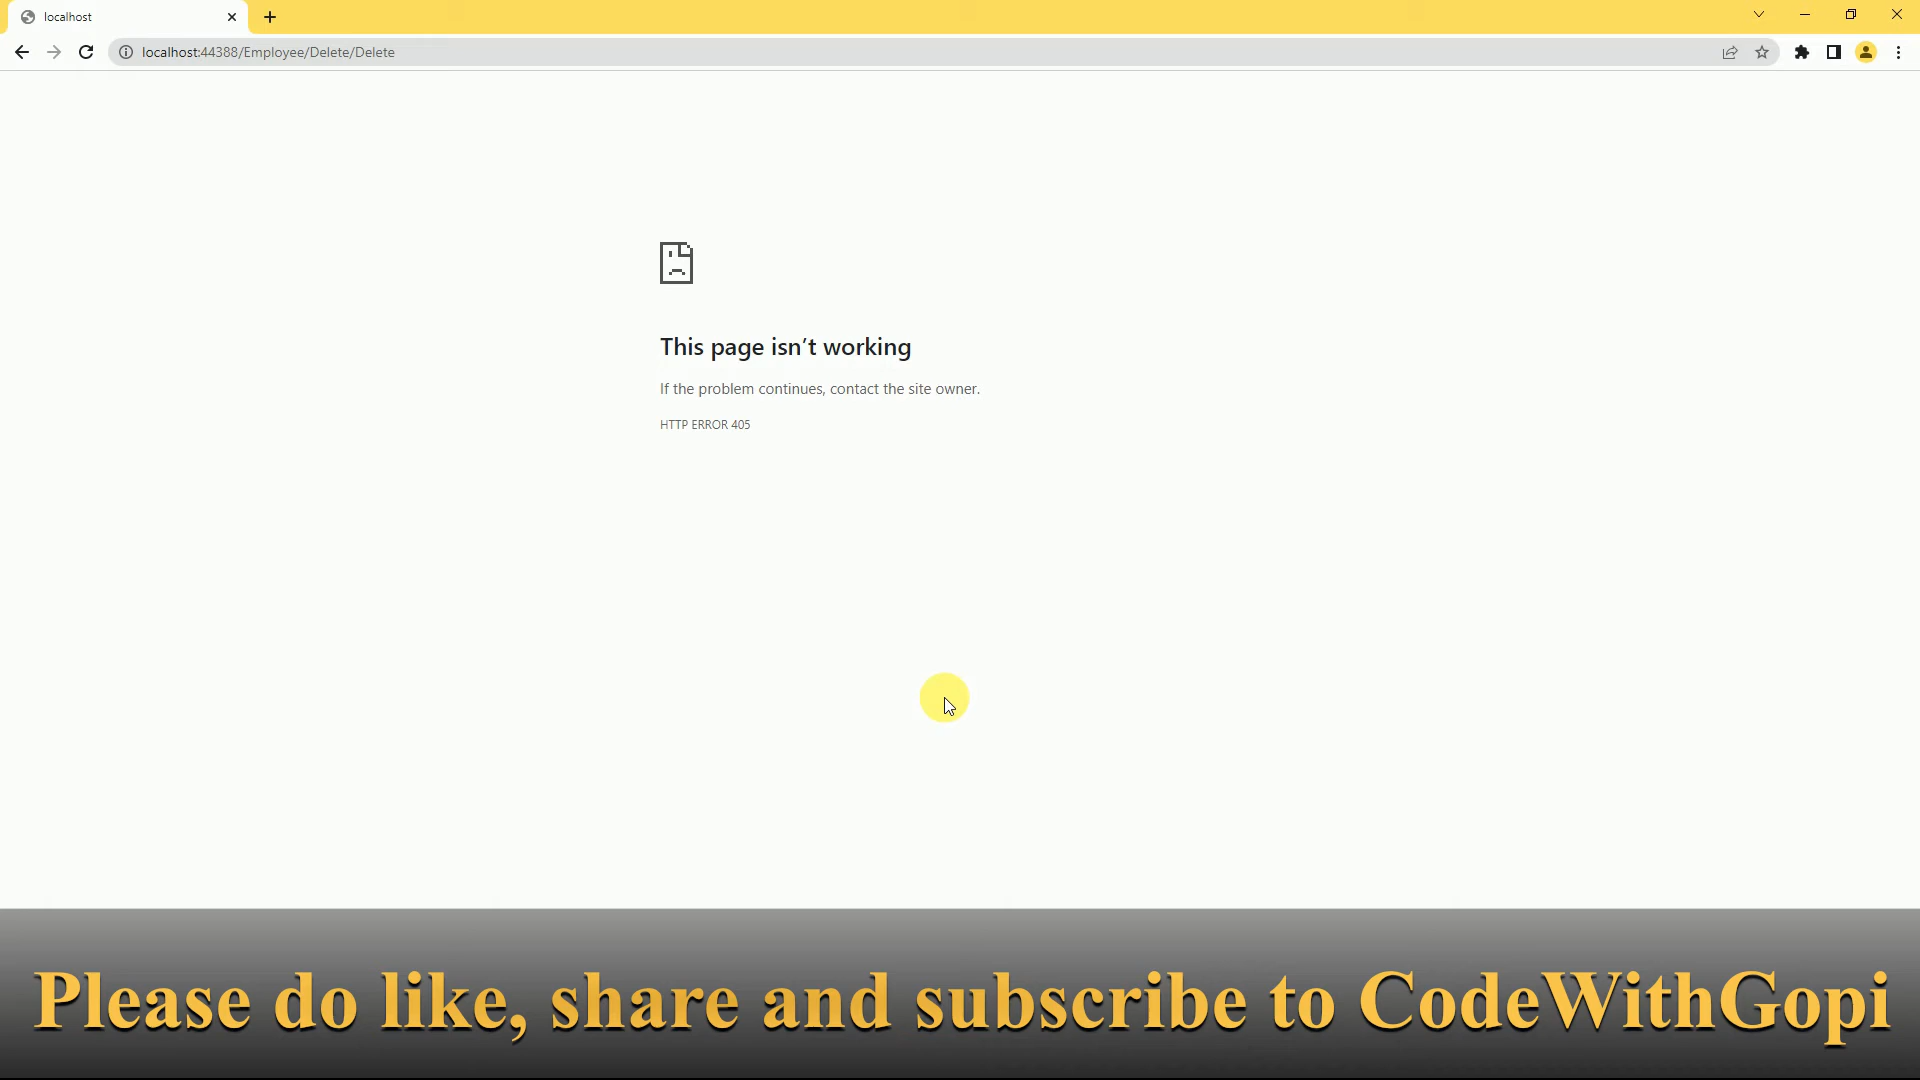 localhost
localhost:44388/Employee/Delete/Delete
This page isn’t working
If the problem continues, contact the site owner.
HTTP ERROR 405
Please do like, share and subscribe to CodeWithGopi